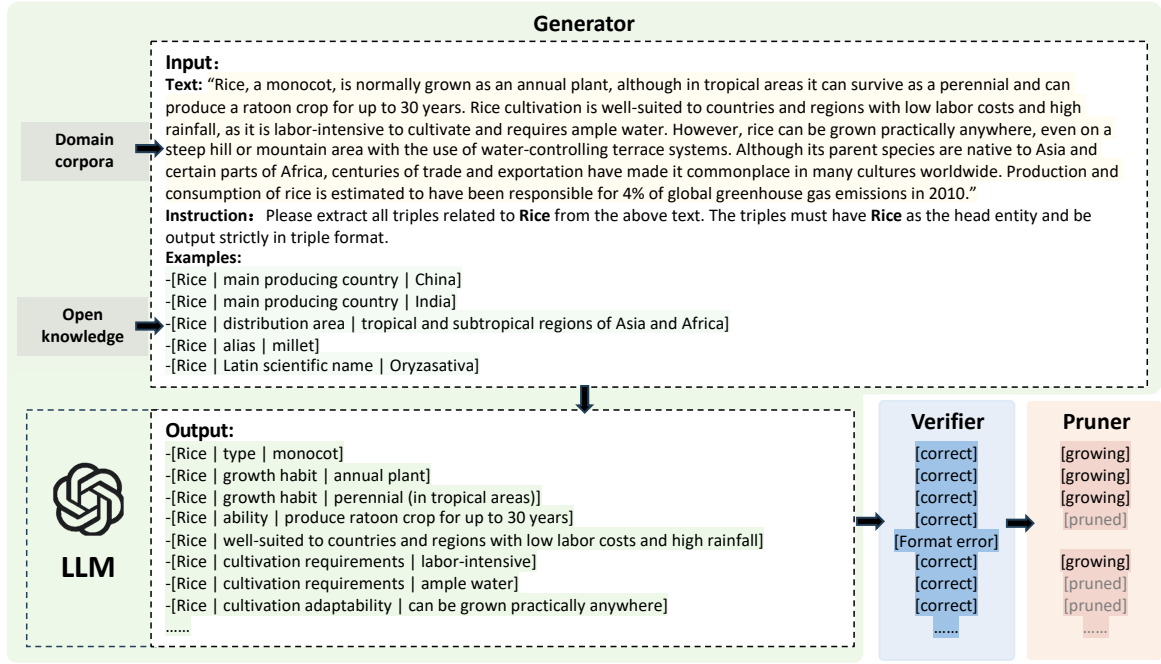 Generator
Input：
Text: “Rice, a monocot, is normally grown as an annual plant, although in tropical areas it can survive as a perennial and can
produce a ratoon crop for up to 30 years. Rice cultivation is well-suited to countries and regions with low labor costs and high
rainfall, as it is labor-intensive to cultivate and requires ample water. However, rice can be grown practically anywhere, even on a
steep hill or mountain area with the use of water-controlling terrace systems. Although its parent species are native to Asia and
certain parts of Africa, centuries of trade and exportation have made it commonplace in many cultures worldwide. Production and
consumption of rice is estimated to have been responsible for 4% of global greenhouse gas emissions in 2010.”
Instruction： Please extract all triples related to Rice from the above text. The triples must have Rice as the head entity and be
output strictly in triple format.
Examples:
-[Rice | main producing country | China]
-[Rice | main producing country | India]
-[Rice | distribution area | tropical and subtropical regions of Asia and Africa]
-[Rice | alias | millet]
-[Rice | Latin scientific name | Oryzasativa]
Domain
corpora
Open
knowledge
LLM
Output:
-[Rice | type | monocot]
-[Rice | growth habit | annual plant]
-[Rice | growth habit | perennial (in tropical areas)]
-[Rice | ability | produce ratoon crop for up to 30 years]
-[Rice | well-suited to countries and regions with low labor costs and high rainfall]
-[Rice | cultivation requirements | labor-intensive]
-[Rice | cultivation requirements | ample water]
-[Rice | cultivation adaptability | can be grown practically anywhere]
……
Verifier
[correct]
[correct]
[correct]
[correct]
[Format error]
[correct]
[correct]
[correct]
……
Pruner
[growing]
[growing]
[growing]
[pruned]
[growing]
[pruned]
[pruned]
……